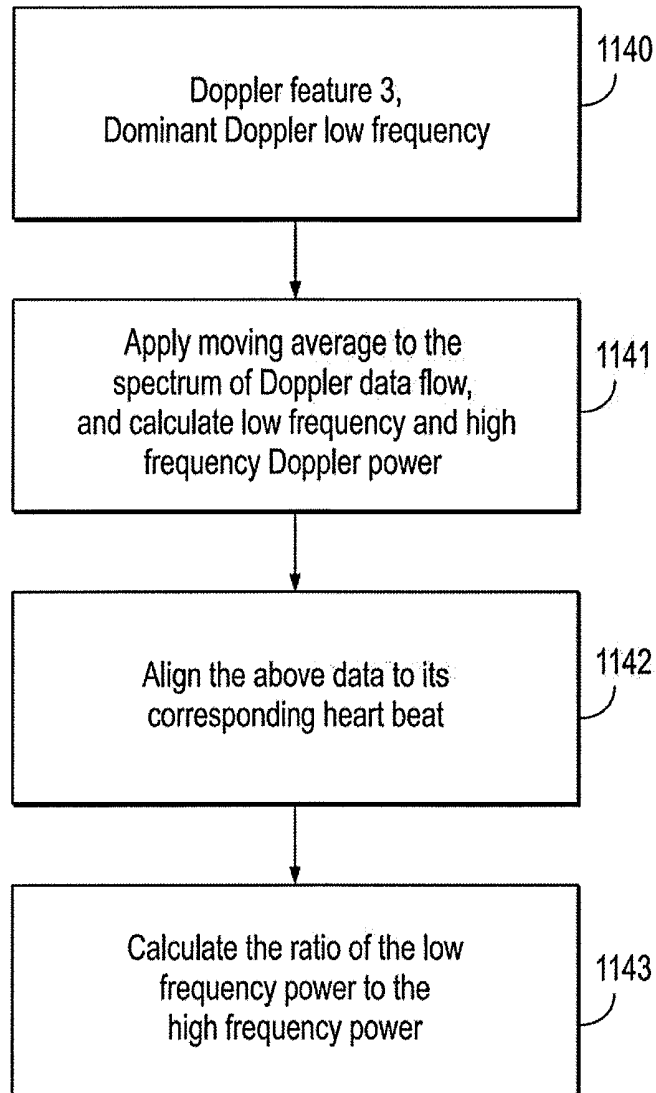 1140
Doppler feature 3,
Dominant Doppler low frequency
1141
Apply moving average to the
spectrum of Doppler data flow,
and calculate low frequency and high
frequency Doppler power
1142
Align the above data to its
corresponding heart beat
1143
Calculate the ratio of the low
frequency power to the
high frequency power